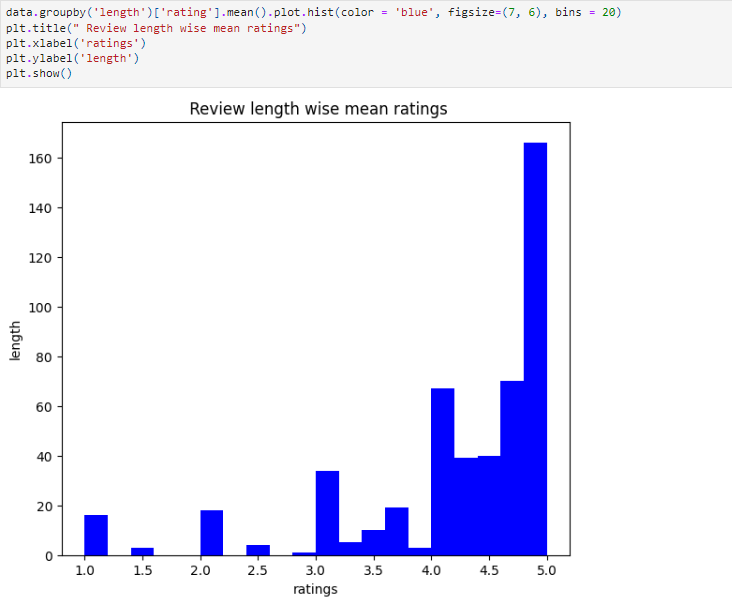 data.groupby('length')['rating'].mean().plot.hist(color = 'blue', figsize=(7, 6), bins = 20)
plt.title(" Review length wise mean ratings")
plt.xlabel('ratings')
plt.ylabel('length')
plt.show()
Review length wise mean ratings
160
140
120
100
80
60
40
20
0
length
1.0 1.5 2.0 2.5 3.0 3.5 4.0 4.5 5.0
ratings